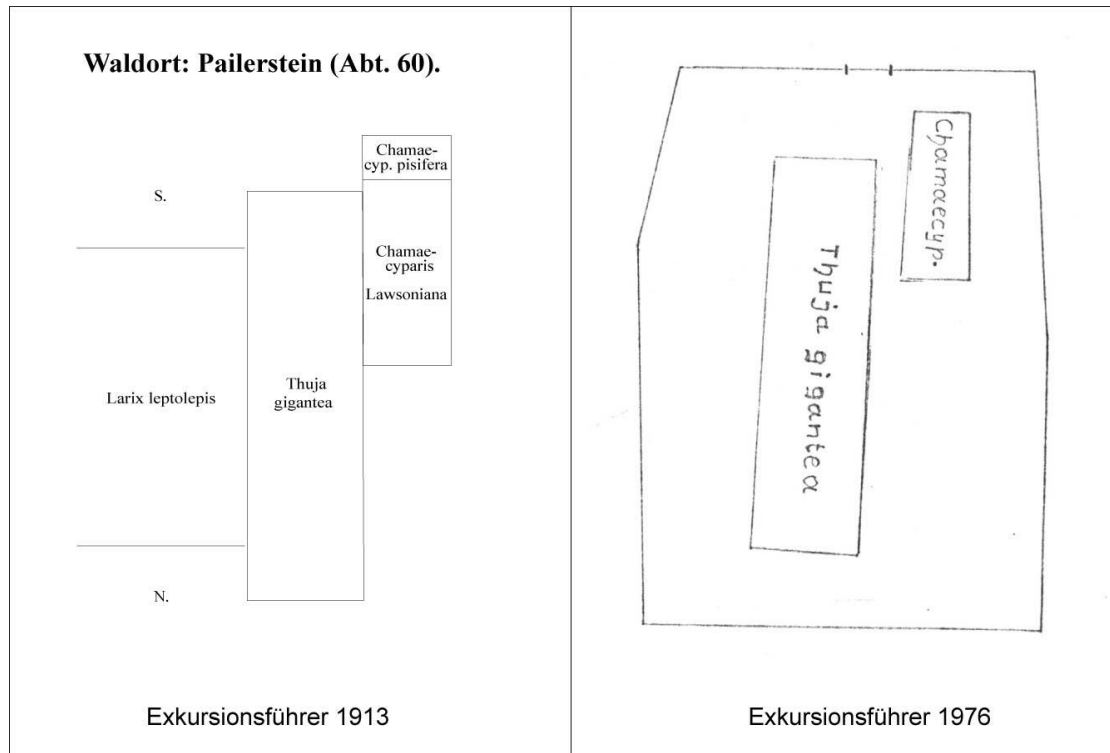 Waldort: Pailerstein (Abt. 60).
Chamae-
cyp. pisifera
S.
Chamae-
cyparis
Lawsoniana
Larix leptolepis
Thuja
gigantea
N.
Exkursionsführer 1913
Chamaecyp.
Thuja gigantea
Exkursionsführer 1976